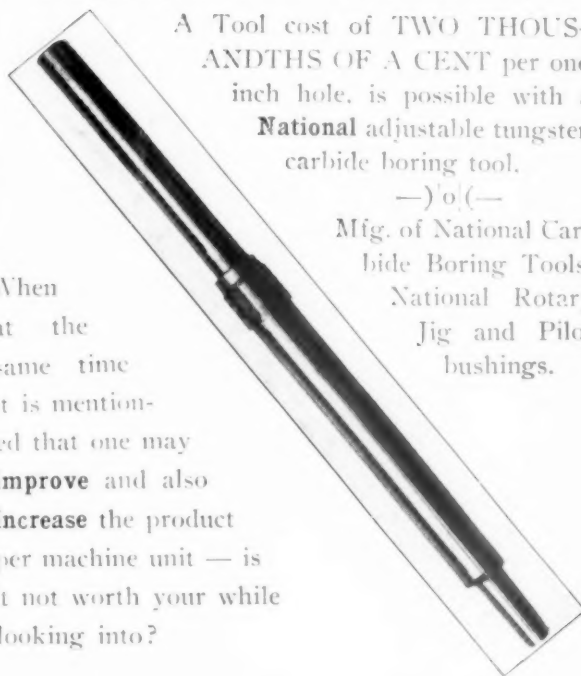 A Tool cost of TWO THOUS-
ANDTHS OF A CENT per one
inch hole, is possible with
National adjustable tungsten
carbide boring tool.
—)o(—
Mfg. of National Car-
bide Boring Tools
National Rotar
Jig and Pilo
bushings.
When
at the
same time
it is mention-
ed that one may
improve and also
increase the product
per machine unit — is
it not worth your while
looking into?